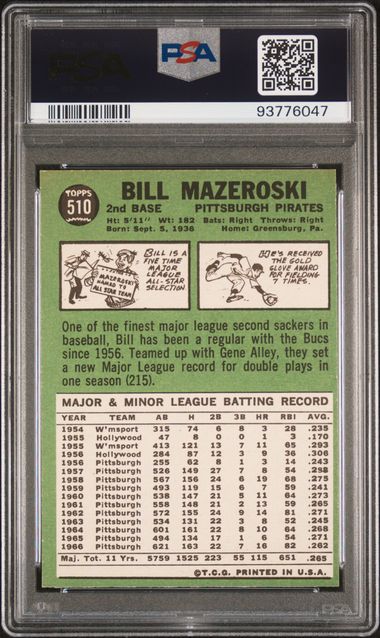 PSA
PSA
93776047
TOPPS
510
BILL MAZEROSKI
2nd BASE PITTSBURGH PIRATES
Ht: 5'11" Wt: 182 Bats: Right Throws: Right
Born: Sept. 5, 1936 Home: Greensburg, Pa.
BILL IS A
FIVE TIME
MAJOR
LEAGUE
ALL-STAR
SELECTION
MAZEROSKI
NAMED TO
ALL STAR
TEAM
HE'S RECEIVED
THE GOLD
GLOVE AWARD
FOR FIELDING
7 TIMES.
One of the finest major league second sackers in
baseball, Bill has been a regular with the Bucs
since 1956. Teamed up with Gene Alley, they set
a new Major League record for double plays in
one season (215).
MAJOR & MINOR LEAGUE BATTING RECORD
YEAR TEAM AB H 2B 3B HR RBI AVG.
1954 W'msport 315 74 6 8 3 28 .235
1955 Hollywood 47 8 0 0 1 3 .170
1955 W'msport 413 121 13 7 11 65 .293
1956 Hollywood 284 87 12 3 9 36 .306
1956 Pittsburgh 255 62 8 1 3 14 .243
1957 Pittsburgh 526 149 27 7 8 54 .258
1958 Pittsburgh 567 156 24 6 19 68 .275
1959 Pittsburgh 493 119 15 6 7 59 .241
1960 Pittsburgh 538 147 21 5 11 64 .273
1961 Pittsburgh 558 148 21 2 13 59 .265
1962 Pittsburgh 572 155 24 9 14 81 .271
1963 Pittsburgh 534 131 22 3 8 52 .245
1964 Pittsburgh 601 161 22 8 10 64 .268
1965 Pittsburgh 494 134 17 1 6 54 .271
1966 Pittsburgh 621 163 22 7 16 82 .262
Maj. Tot. 11 Yrs. 5759 1525 223 55 115 651 .265
©T.C.G. PRINTED IN U.S.A.